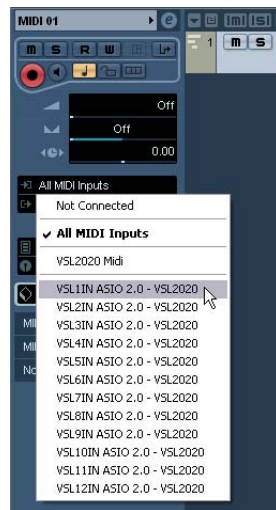 MIDI 01
e
M S R W
Off
Off
0.00
All MIDI Inputs
Not Connected
✓ All MIDI Inputs
VSL2020 Midi
VSL1IN ASIO 2.0 - VSL2020
VSL2IN ASIO 2.0 - VSL2020
VSL3IN ASIO 2.0 - VSL2020
VSL4IN ASIO 2.0 - VSL2020
VSL5IN ASIO 2.0 - VSL2020
VSL6IN ASIO 2.0 - VSL2020
VSL7IN ASIO 2.0 - VSL2020
VSL8IN ASIO 2.0 - VSL2020
VSL9IN ASIO 2.0 - VSL2020
VSL10IN ASIO 2.0 - VSL2020
VSL11IN ASIO 2.0 - VSL2020
VSL12IN ASIO 2.0 - VSL2020
MI
MI
No
M S
1 M S